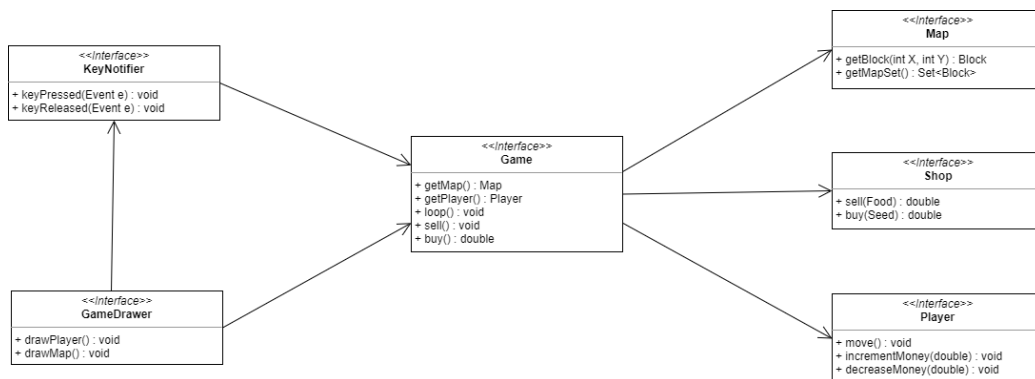 <<Interface>>
KeyNotifier
+ keyPressed(Event e) : void
+ keyReleased(Event e) : void
<<Interface>>
GameDrawer
+ drawPlayer() : void
+ drawMap() : void
<<Interface>>
Game
+ getMap() : Map
+ getPlayer() : Player
+ loop() : void
+ sell() : void
+ buy() : double
<<Interface>>
Map
+ getBlock(int X, int Y) : Block
+ getMapSet() : Set<Block>
<<Interface>>
Shop
+ sell(Food) : double
+ buy(Seed) : double
<<Interface>>
Player
+ move() : void
+ incrementMoney(double) : void
+ decreaseMoney(double) : void